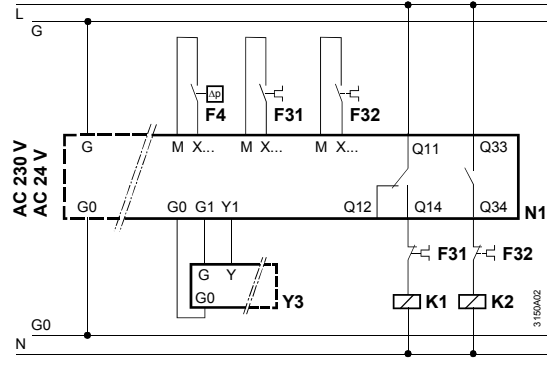 L
G
Δp
F4 F31 F32
G M X... M X... M X... Q11 Q33
AC 230 V
AC 24 V
G0 G0 G1 Y1 Q12 Q14 Q34 N1
G Y F31 F32
G0 Y3 K1 K2
3150A02
G0
N